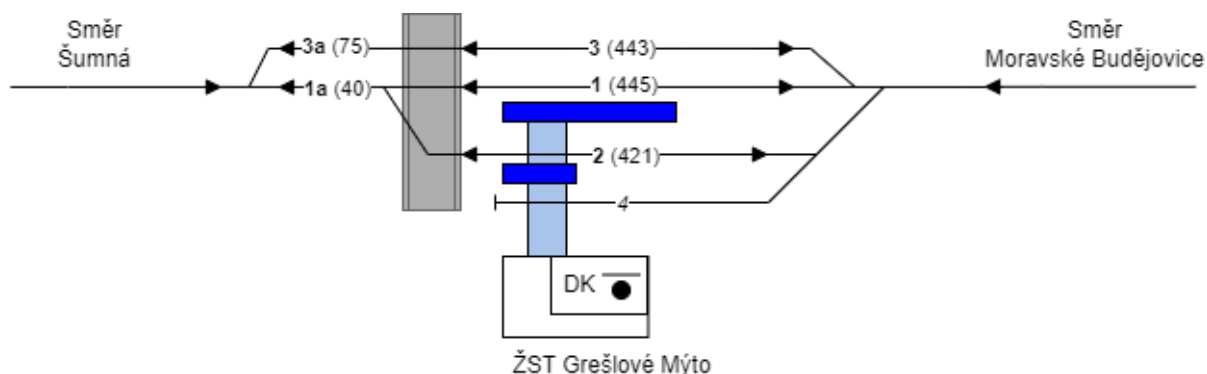 Směr
Šumná
Směr
Moravské Budějovice
3a (75)
3 (443)
1a (40)
1 (445)
2 (421)
4
DK
ŽST Grešlové Mýto